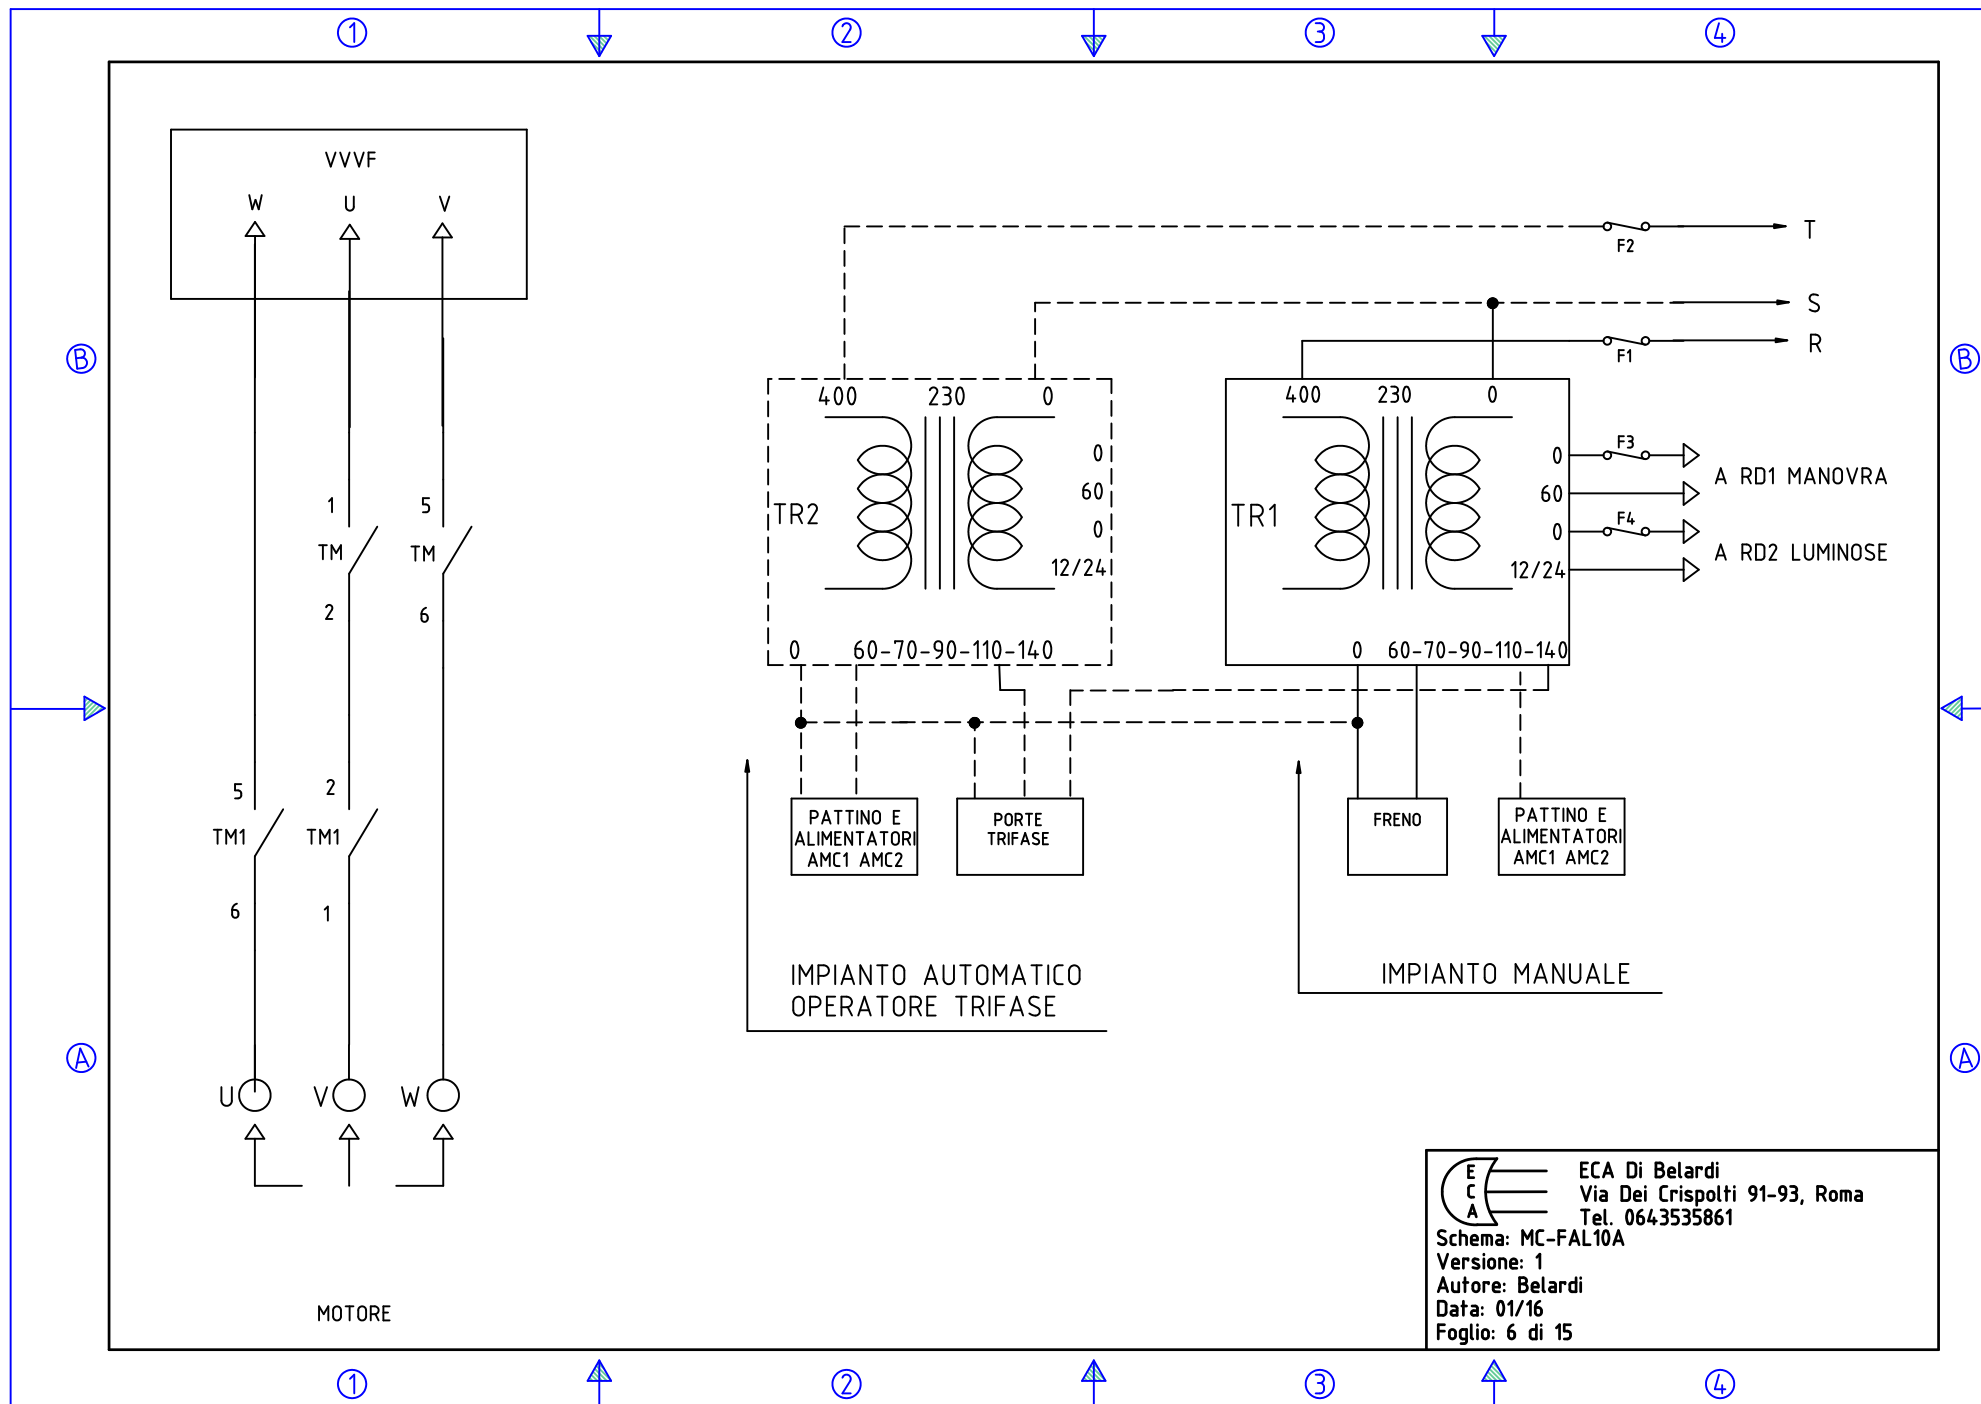 1
2
3
4
VVVF
W
U
V
T
F2
S
R
F1
B
B
400 230 0
400 230 0
0
60
0
12/24
TR2
0
60
0
12/24
TR1
F3
A RD1 MANOVRA
F4
A RD2 LUMINOSE
1
5
TM
TM
2
6
0 60-70-90-110-140
0 60-70-90-110-140
5
2
TM1
TM1
6
1
PATTINO E
ALIMENTATORI
AMC1 AMC2
PORTE
TRIFASE
FRENO
PATTINO E
ALIMENTATORI
AMC1 AMC2
IMPIANTO AUTOMATICO
OPERATORE TRIFASE
IMPIANTO MANUALE
A
A
U
V
W
MOTORE
E
C
A
ECA Di Belardi
Via Dei Crispolti 91-93, Roma
Tel. 0643535861
Schema: MC-FAL10A
Versione: 1
Autore: Belardi
Data: 01/16
Foglio: 6 di 15
1
2
3
4